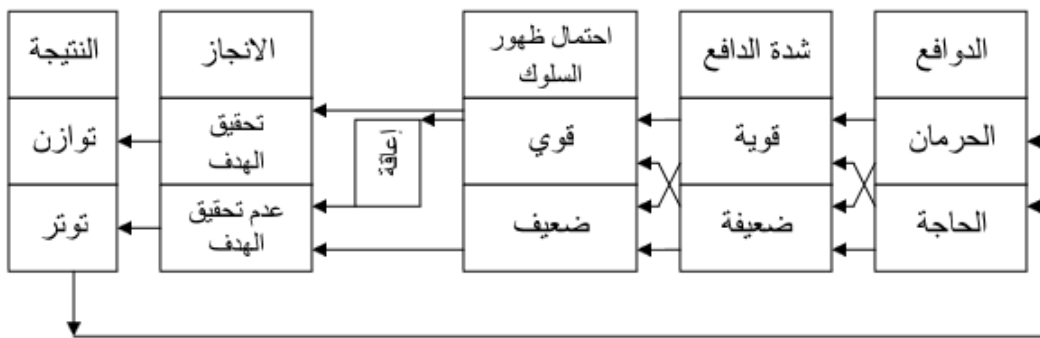 الدوافع
الحرمان
الحاجة
شدة الدافع
قوية
ضعيفة
احتمال ظهور
السلوك
قوي
ضعيف
إعاقة
الانجاز
تحقيق
الهدف
عدم تحقيق
الهدف
النتيجة
توازن
توتر